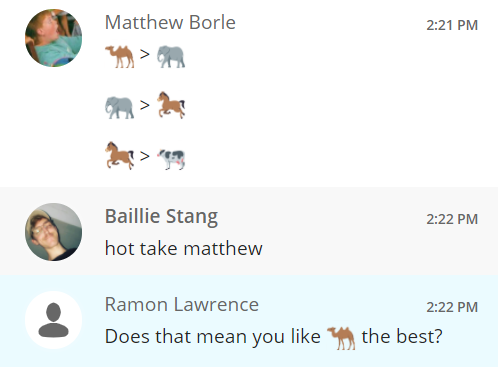 Matthew Borle 2:21 PM
🐫 > 🐘
🐘 > 🐎
🐎 > 🐄
Baillie Stang 2:22 PM
hot take matthew
Ramon Lawrence 2:22 PM
Does that mean you like 🐫 the best?